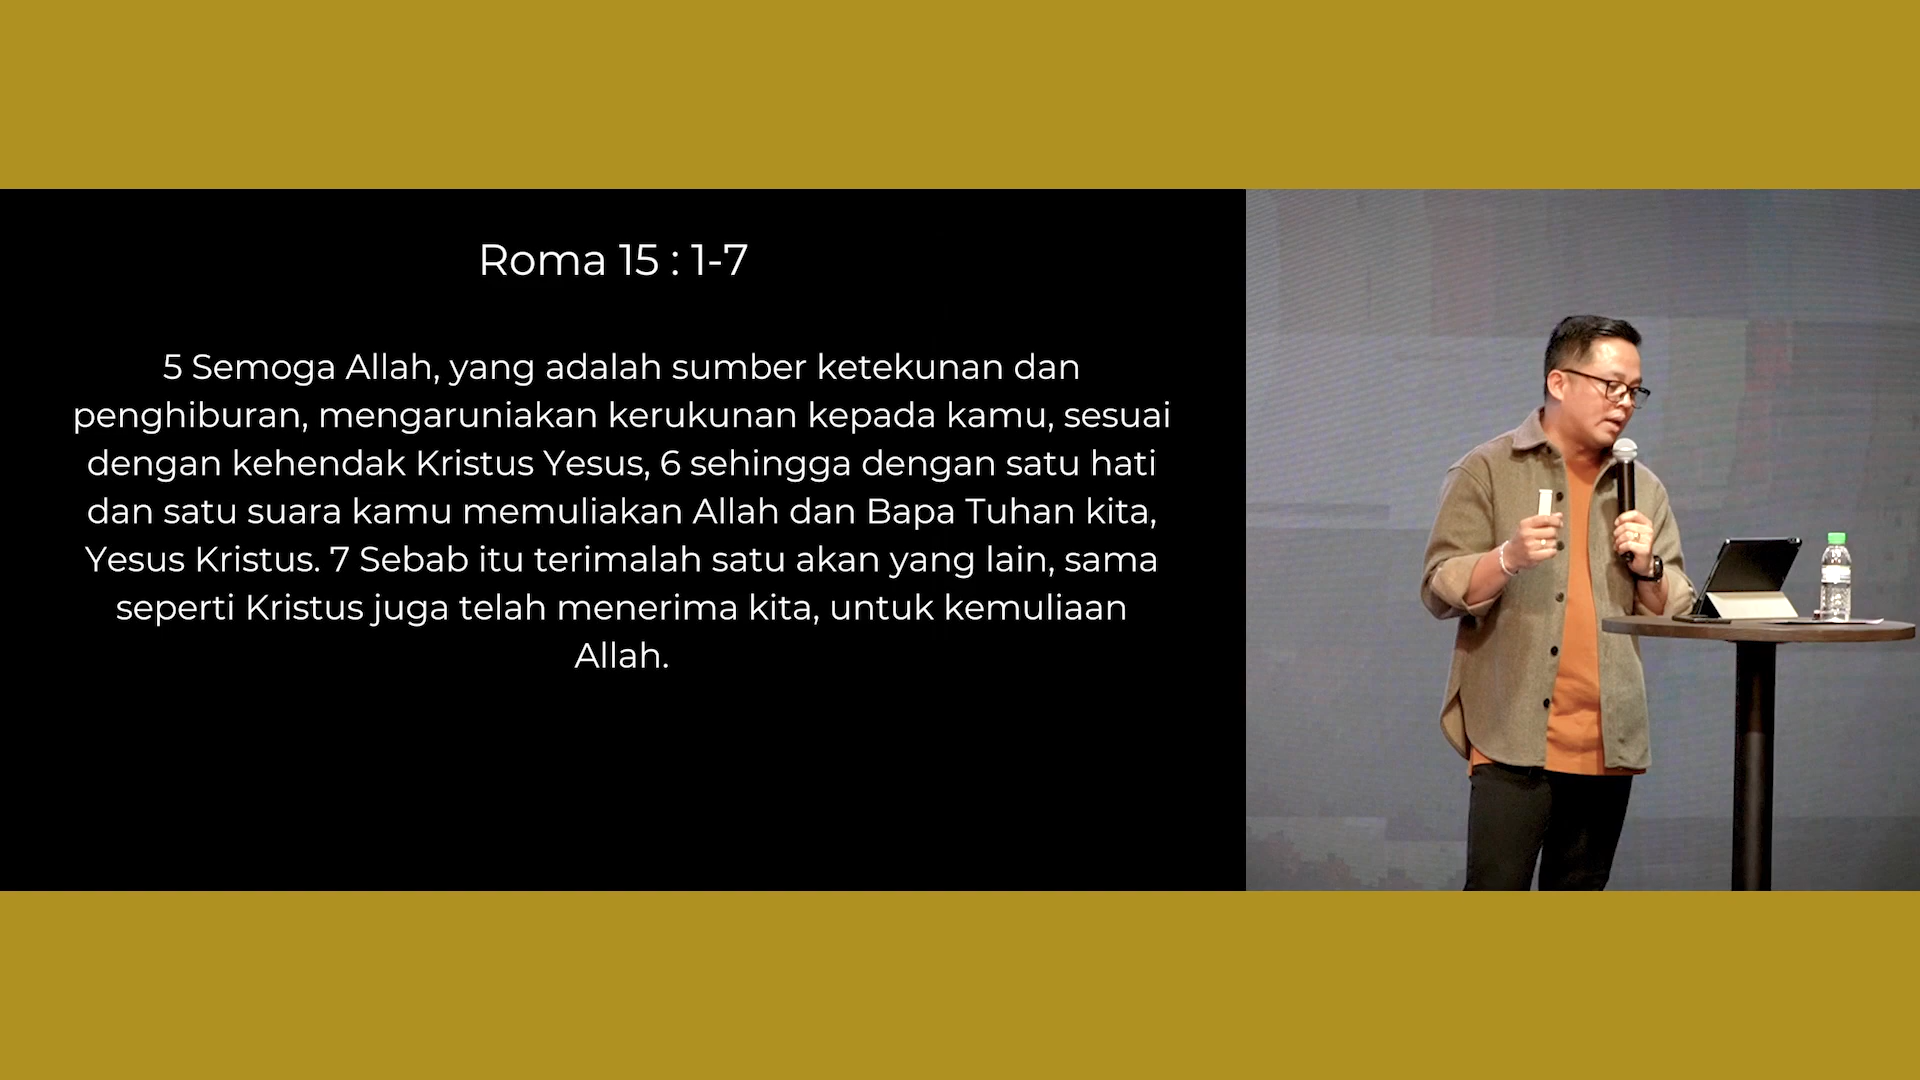 Roma 15 : 1-7
5 Semoga Allah, yang adalah sumber ketekunan dan
penghiburan, mengaruniakan kerukunan kepada kamu, sesuai
dengan kehendak Kristus Yesus, 6 sehingga dengan satu hati
dan satu suara kamu memuliakan Allah dan Bapa Tuhan kita,
Yesus Kristus. 7 Sebab itu terimalah satu akan yang lain, sama
seperti Kristus juga telah menerima kita, untuk kemuliaan
Allah.